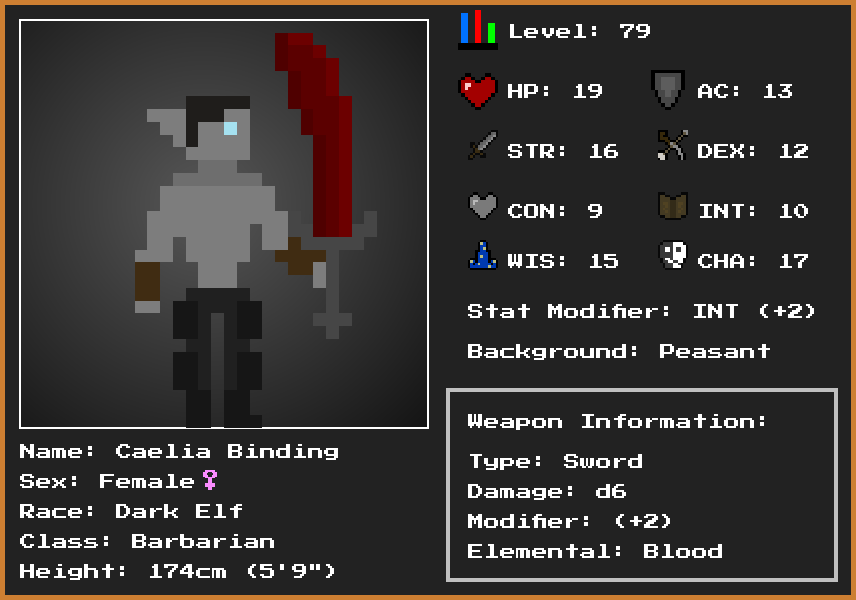 Level: 79
HP: 19
AC: 13
STR: 16
DEX: 12
CON: 9
INT: 10
WIS: 15
CHA: 17
Stat Modifier: INT (+2)
Background: Peasant
Name: Caelia Binding
Sex: Female♀
Race: Dark Elf
Class: Barbarian
Height: 174cm (5'9")
Weapon Information:
Type: Sword
Damage: d6
Modifier: (+2)
Elemental: Blood